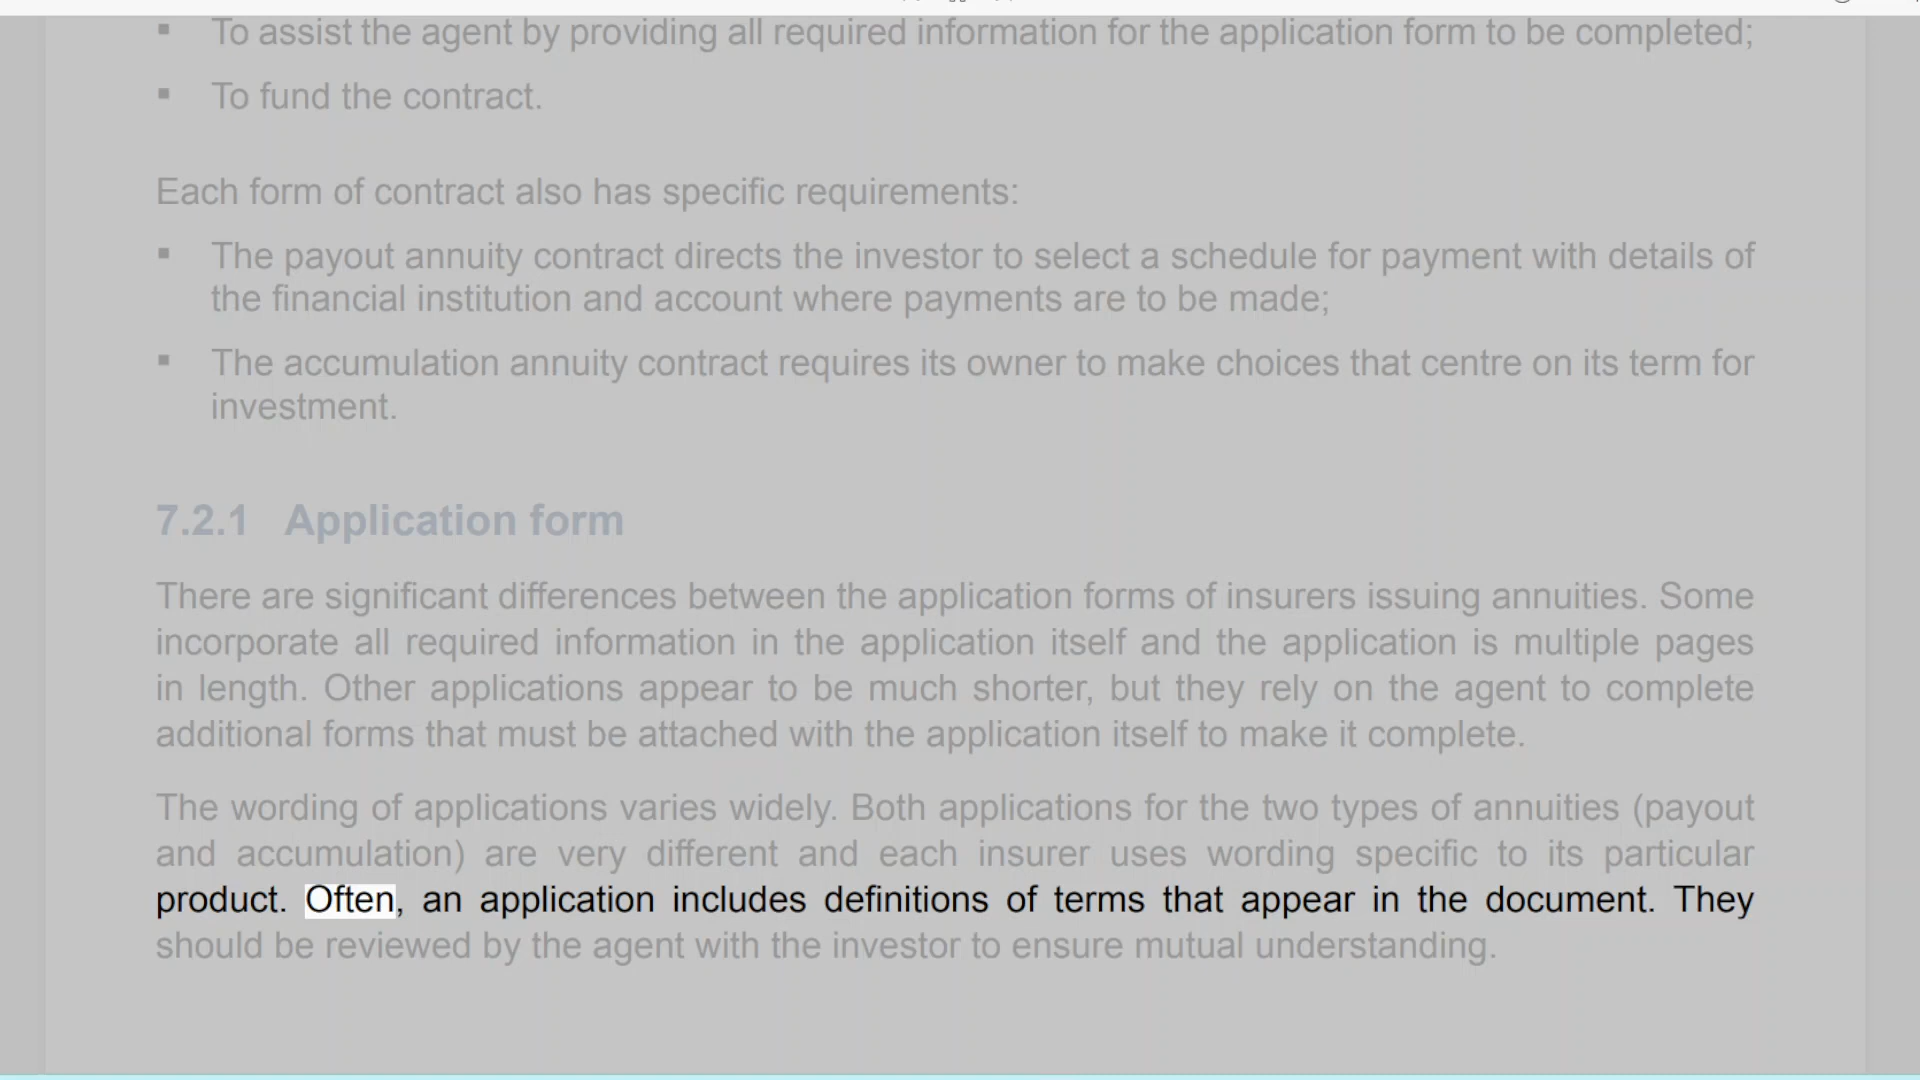 To assist the agent by providing all required information for the application form to be completed;
To fund the contract.
Each form of contract also has specific requirements:
The payout annuity contract directs the investor to select a schedule for payment with details of
the financial institution and account where payments are to be made;
The accumulation annuity contract requires its owner to make choices that centre on its term for
investment.
7.2.1 Application form
There are significant differences between the application forms of insurers issuing annuities. Some
incorporate all required information in the application itself and the application is multiple pages
in length. Other applications appear to be much shorter, but they rely on the agent to complete
additional forms that must be attached with the application itself to make it complete.
The wording of applications varies widely. Both applications for the two types of annuities (payout
and accumulation) are very different and each insurer uses wording specific to its particular
product. Often, an application includes definitions of terms that appear in the document. They
should be reviewed by the agent with the investor to ensure mutual understanding.